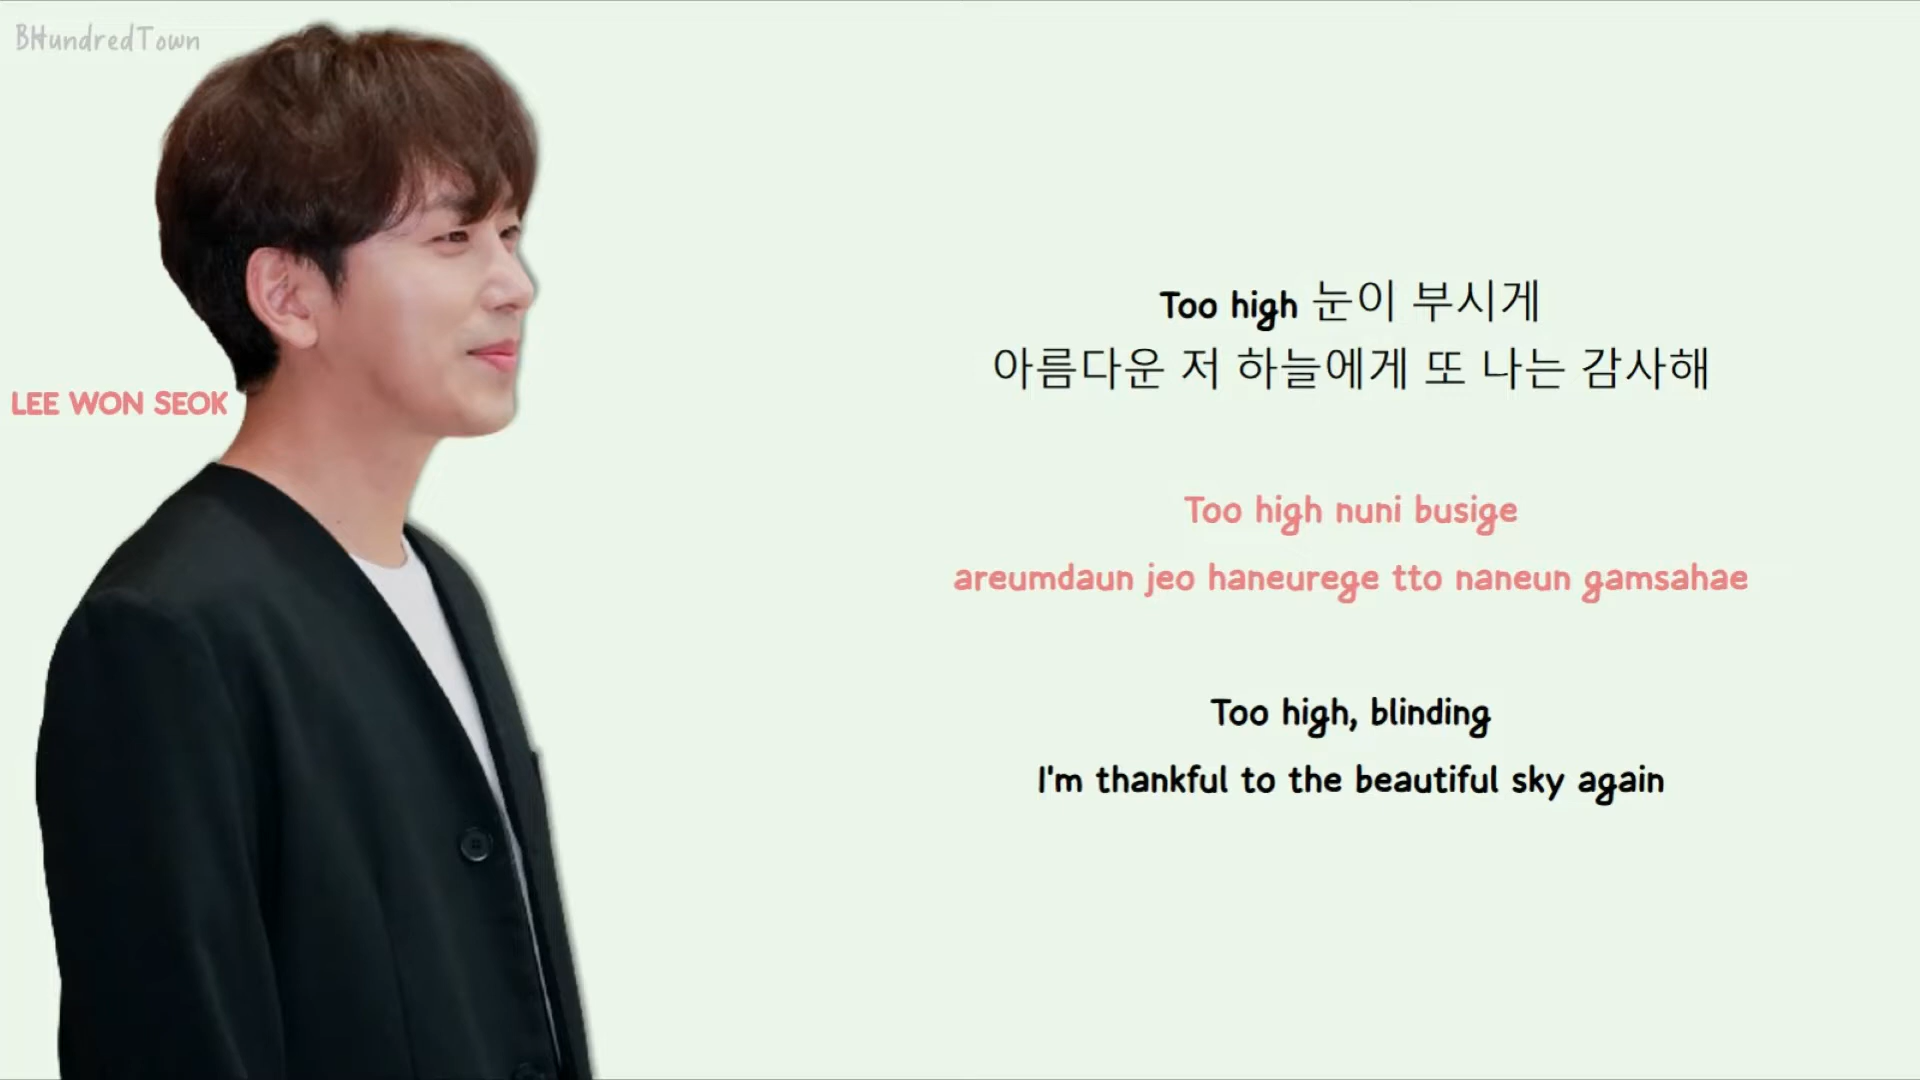 BHundredTown
LEE WON SEOK
Too high 눈이 부시게
아름다운 저 하늘에게 또 나는 감사해
Too high nuni busige
areumdaun jeo haneurege tto naneun gamsahae
Too high, blinding
I'm thankful to the beautiful sky again